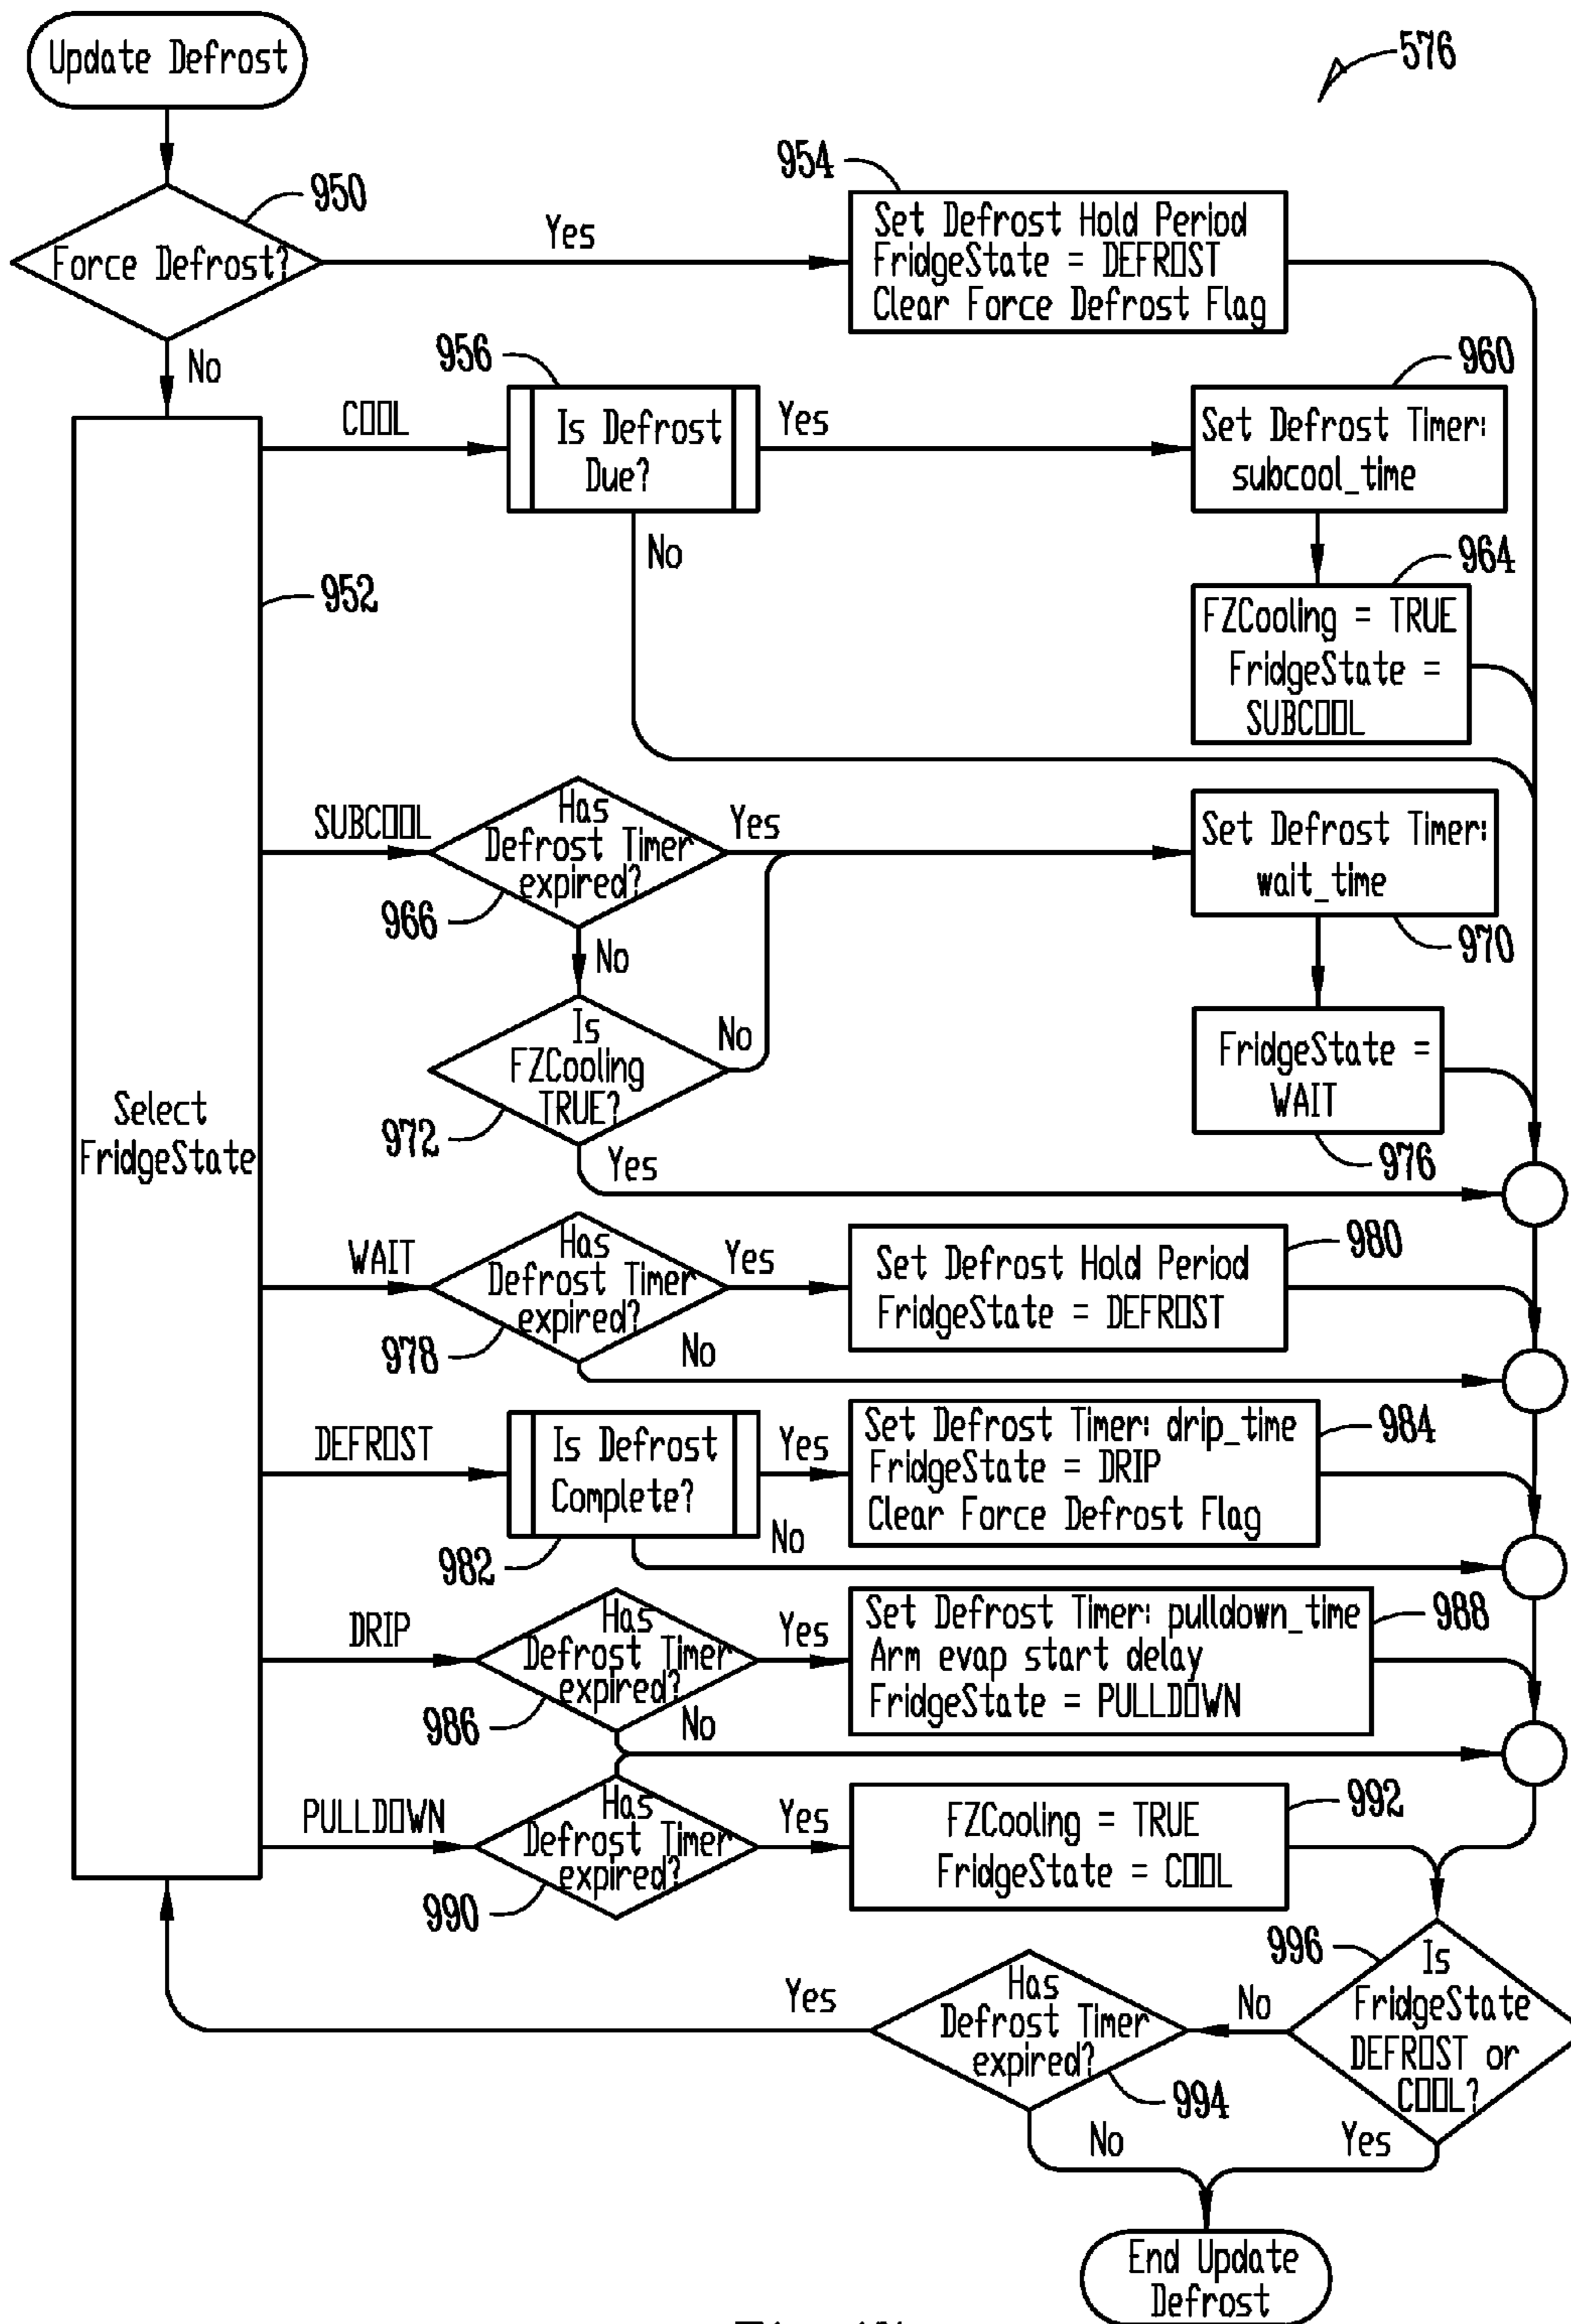 Update Defrost
576
950
Force Defrost?
Yes
954
Set Defrost Hold Period
FridgeState = DEFROST
Clear Force Defrost Flag
No
956
COOL
Is Defrost
Due?
Yes
960
Set Defrost Timer:
subcool_time
No
964
FZCooling = TRUE
FridgeState =
SUBCOOL
952
Select
FridgeState
SUBCOOL
Has
Defrost Timer
expired?
Yes
966
Set Defrost Timer:
wait_time
970
No
Is
FZCooling
TRUE?
No
972
Yes
FridgeState =
WAIT
976
WAIT
Has
Defrost Timer
expired?
Yes
978
No
980
Set Defrost Hold Period
FridgeState = DEFROST
DEFROST
Is Defrost
Complete?
Yes
982
No
984
Set Defrost Timer: drip_time
FridgeState = DRIP
Clear Force Defrost Flag
DRIP
Has
Defrost Timer
expired?
Yes
986
No
988
Set Defrost Timer: pulldown_time
Arm evap start delay
FridgeState = PULLDOWN
PULLDOWN
Has
Defrost Timer
expired?
Yes
990
992
FZCooling = TRUE
FridgeState = COOL
996
Is
FridgeState
DEFROST or
COOL?
No
Yes
Has
Defrost Timer
expired?
Yes
994
No
End Update
Defrost